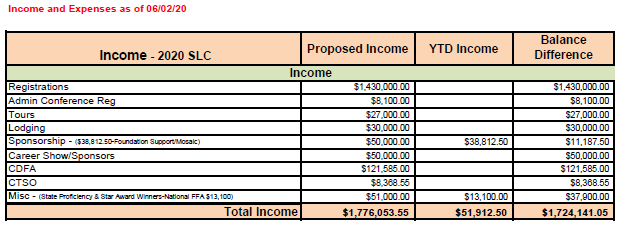 Income and Expenses as of 06/02/20
Income - 2020 SLC Proposed Income YTD Income Balance Difference
Income
Registrations $1,430,000.00 $1,430,000.00
Admin Conference Reg $8,100.00 $8,100.00
Tours $27,000.00 $27,000.00
Lodging $30,000.00 $30,000.00
Sponsorship - ($38,812.50-Foundation Support/Mosaic) $50,000.00 $38,812.50 $11,187.50
Career Show/Sponsors $50,000.00 $50,000.00
CDFA $121,585.00 $121,585.00
CTSO $8,368.55 $8,368.55
Misc - (State Proficiency & Star Award Winners-National FFA $13,100) $51,000.00 $13,100.00 $37,900.00
Total Income $1,776,053.55 $51,912.50 $1,724,141.05